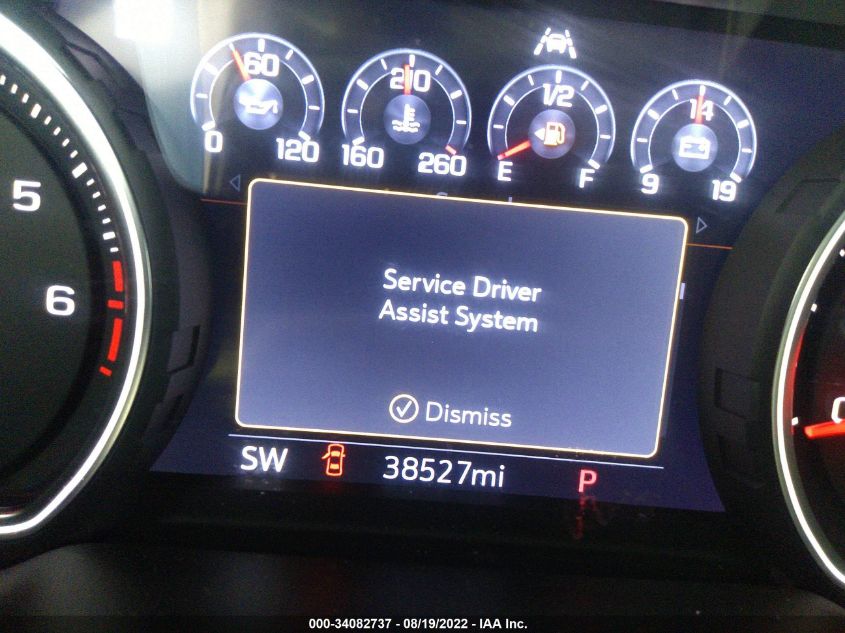 60
0 120
210
160 260
1/2
E F
14
9 19
5
6
Service Driver
Assist System
Dismiss
SW 38527mi P
000-34082737 - 08/19/2022 - IAA Inc.